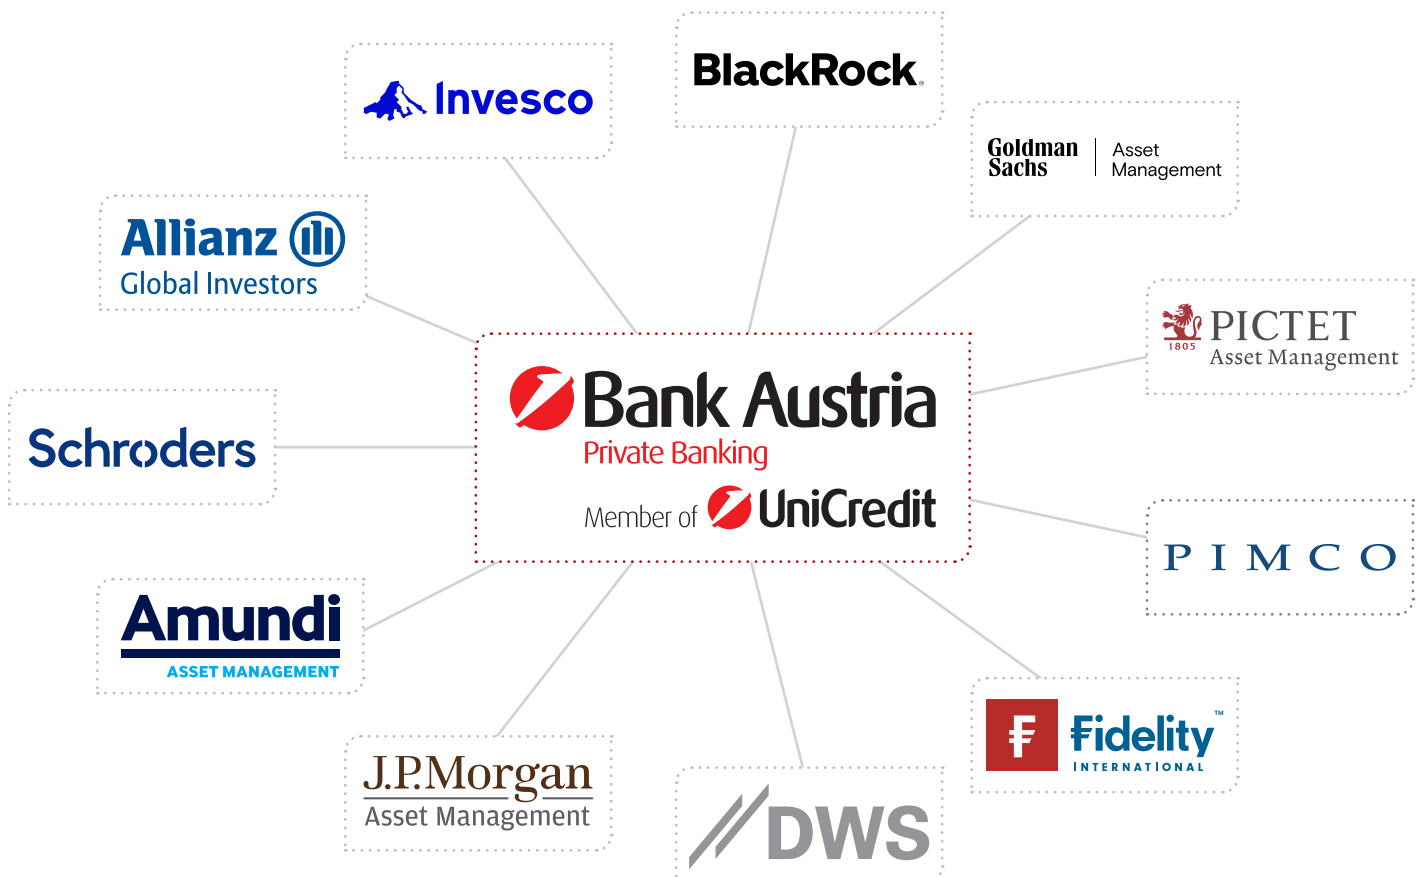 BlackRock®
Invesco
Goldman
Sachs
Asset
Management
Allianz
Global Investors
PICTET
1805
Asset Management
Bank Austria
Private Banking
Member of UniCredit
Schroders
PIMCO
Amundi
ASSET MANAGEMENT
Fidelity™
INTERNATIONAL
J.P.Morgan
Asset Management
DWS